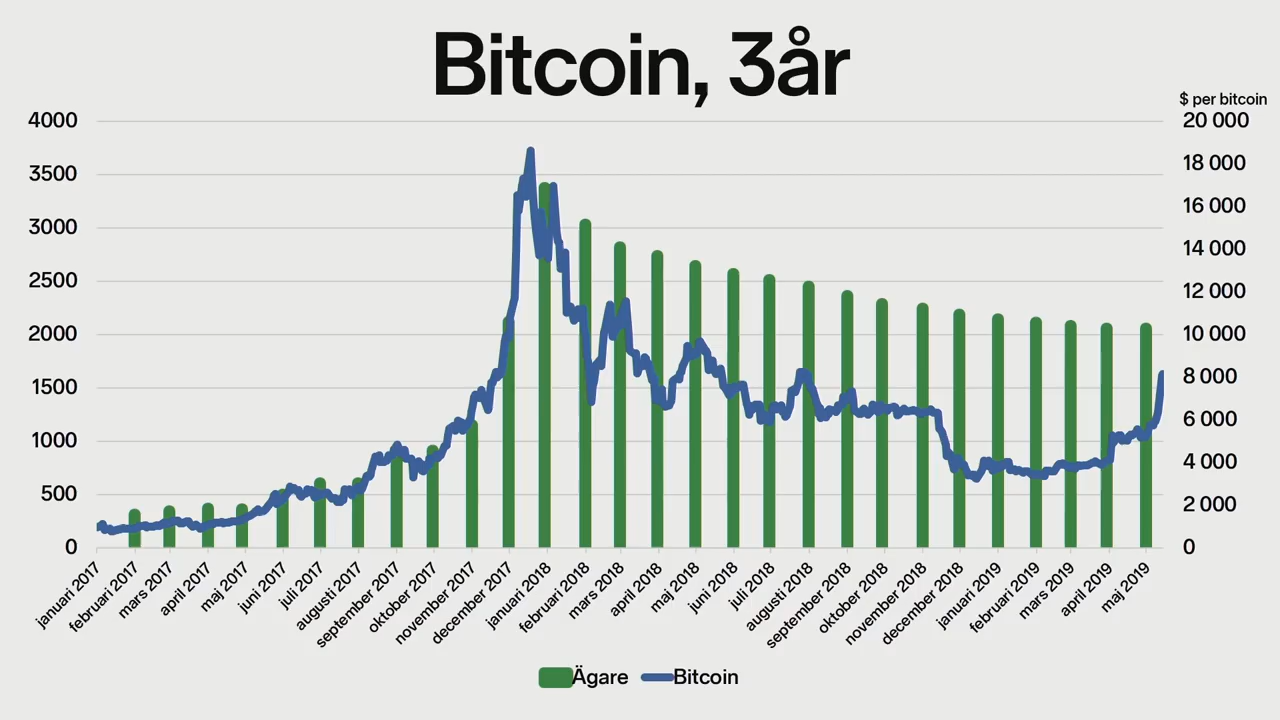 Bitcoin, 3år
$ per bitcoin
4000
3500
3000
2500
2000
1500
1000
500
0
20 000
18 000
16 000
14 000
12 000
10 000
8 000
6 000
4 000
2 000
0
januari 2017
februari 2017
mars 2017
april 2017
maj 2017
juni 2017
juli 2017
augusti 2017
september 2017
oktober 2017
november 2017
december 2017
januari 2018
februari 2018
mars 2018
april 2018
maj 2018
juni 2018
juli 2018
augusti 2018
september 2018
oktober 2018
november 2018
december 2018
januari 2019
februari 2019
mars 2019
april 2019
maj 2019
Ägare
Bitcoin